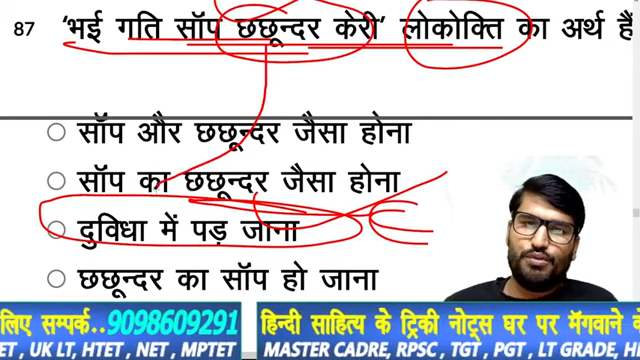 87 'भई गति साँप छछून्दर केरी' लोकोक्ति का अर्थ हैं
साँप और छछून्दर जैसा होना
साँप का छछून्दर जैसा होना
दुविधा में पड़ जाना
छछून्दर का साँप हो जाना
लिए सम्पर्क..9098609291 हिन्दी साहित्य के ट्रिकी नोट्स घर पर मँगवाने के
ET, UK LT, HTET , NET , MPTET MASTER CADRE, RPSC , TGT , PGT , LT GRADE, H